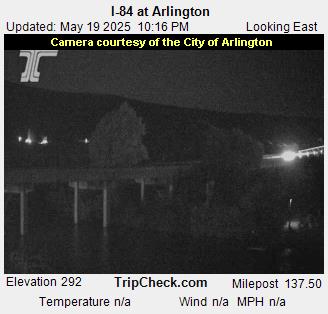 I-84 at Arlington
Updated: May 19 2025 10:16 PM Looking East
Camera courtesy of the City of Arlington
Elevation 292 TripCheck.com Milepost 137.50
Temperature n/a Wind n/a MPH n/a